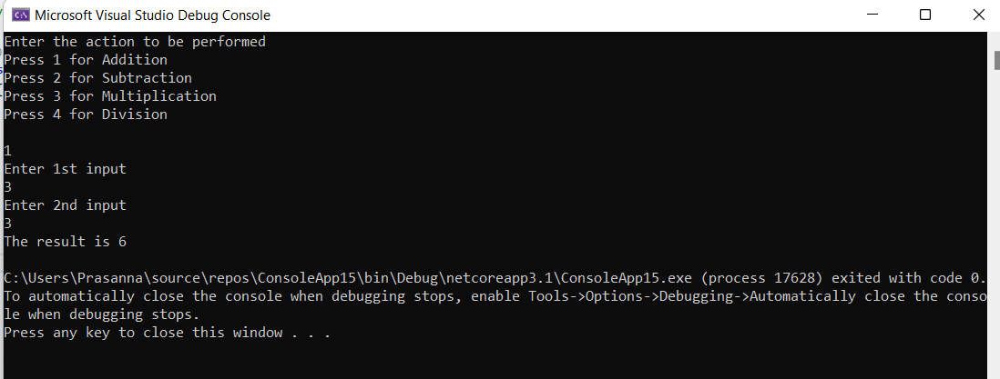 Microsoft Visual Studio Debug Console
Enter the action to be performed
Press 1 for Addition
Press 2 for Subtraction
Press 3 for Multiplication
Press 4 for Division
1
Enter 1st input
3
Enter 2nd input
3
The result is 6
C:\Users\Prasanna\source\repos\ConsoleApp15\bin\Debug\netcoreapp3.1\ConsoleApp15.exe (process 17628) exited with code 0.
To automatically close the console when debugging stops, enable Tools->Options->Debugging->Automatically close the conso
le when debugging stops.
Press any key to close this window . . .